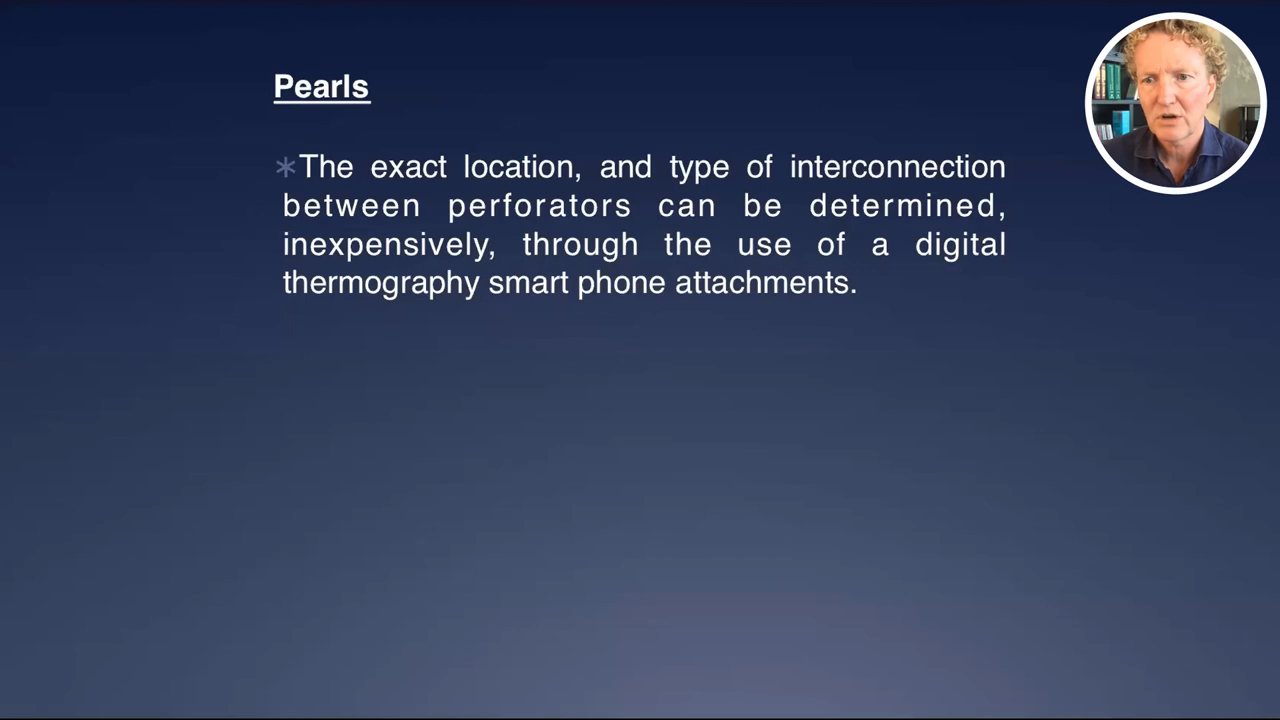 Pearls
*The exact location, and type of interconnection
between perforators can be determined,
inexpensively, through the use of a digital
thermography smart phone attachments.